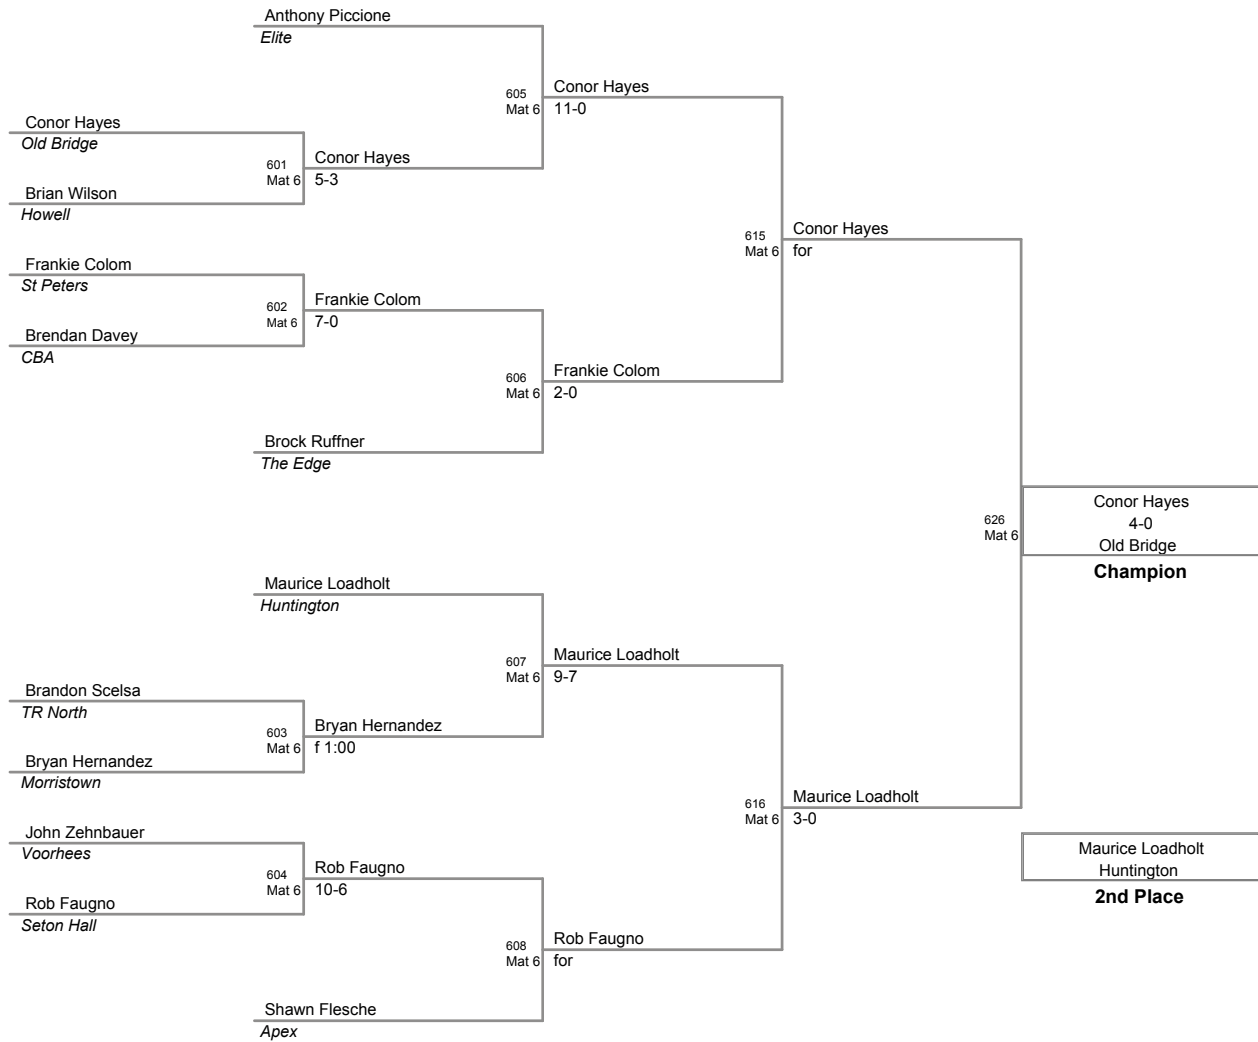 Anthony Piccione
Elite
605
Mat 6
Conor Hayes
11-0
Conor Hayes
Old Bridge
601
Mat 6
Conor Hayes
5-3
Brian Wilson
Howell
615
Mat 6
Conor Hayes
for
Frankie Colom
St Peters
602
Mat 6
Frankie Colom
7-0
Brendan Davey
CBA
606
Mat 6
Frankie Colom
2-0
Brock Ruffner
The Edge
626
Mat 6
Conor Hayes
4-0
Old Bridge
Champion
Maurice Loadholt
Huntington
607
Mat 6
Maurice Loadholt
9-7
Brandon Scelsa
TR North
603
Mat 6
Bryan Hernandez
f 1:00
Bryan Hernandez
Morristown
616
Mat 6
Maurice Loadholt
3-0
John Zehnbauer
Voorhees
604
Mat 6
Rob Faugno
10-6
Rob Faugno
Seton Hall
608
Mat 6
Rob Faugno
for
Shawn Flesche
Apex
Maurice Loadholt
Huntington
2nd Place